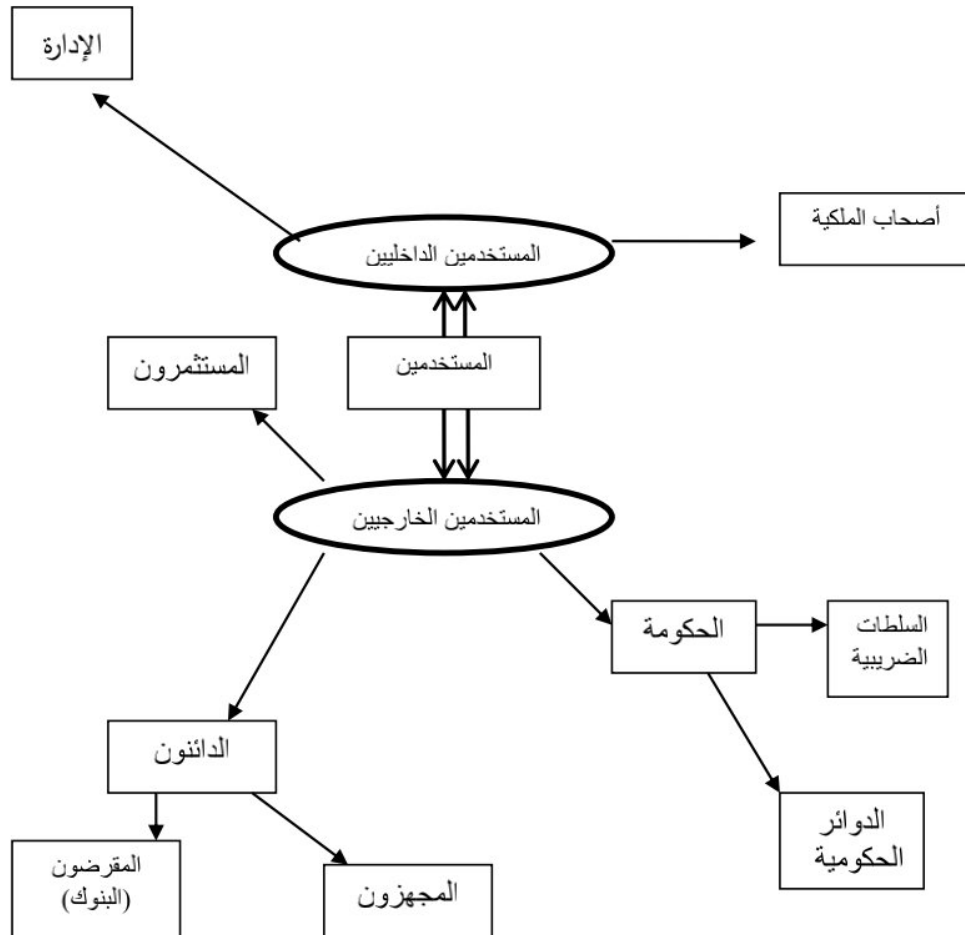 الإدارة
أصحاب الملكية
المستخدمين الداخليين
المستخدمين
المستثمرون
المستخدمين الخارجيين
الحكومة
السلطات
الضريبية
الدائنون
الدوائر
الحكومية
المجهزون
المقرضون
(البنوك)